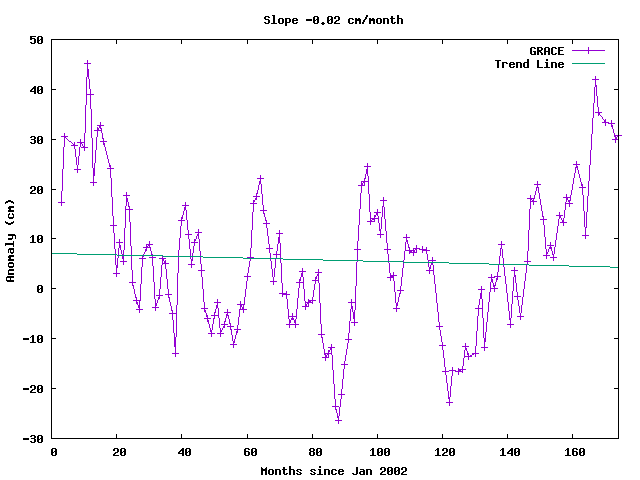 Slope -0.02 cm/month
50
40
30
20
10
0
-10
-20
-30
Anomaly (cm)
GRACE
Trend Line
0 20 40 60 80 100 120 140 160
Months since Jan 2002